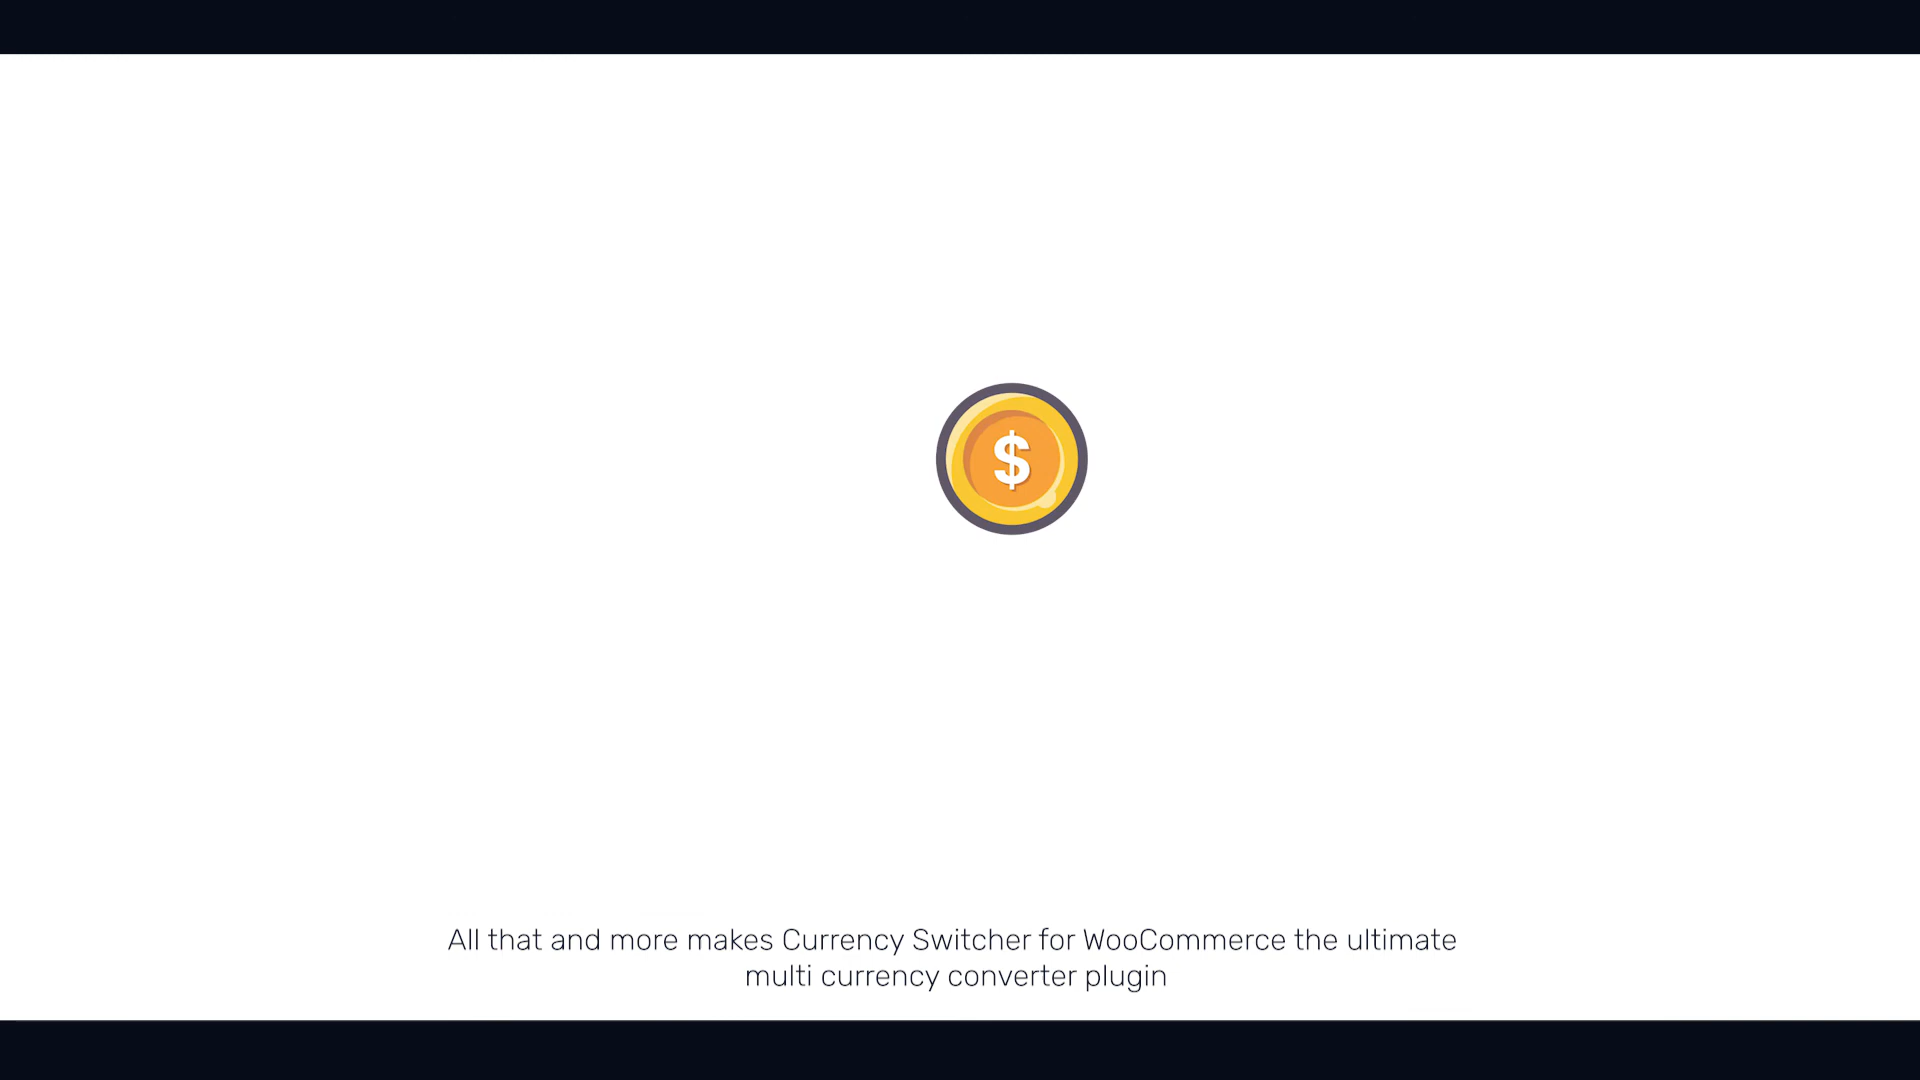 $
All that and more makes Currency Switcher for WooCommerce the ultimate
multi currency converter plugin